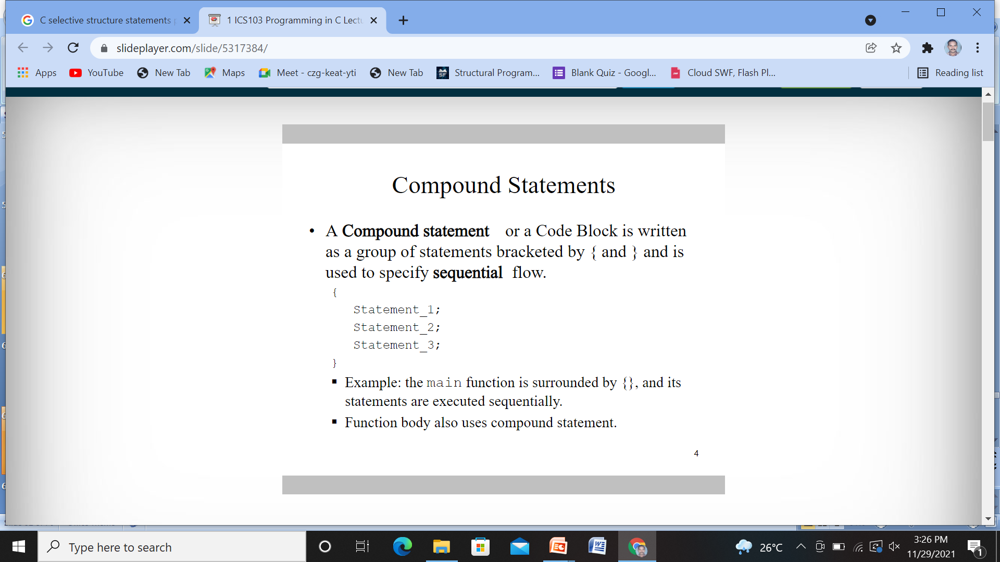 C selective structure statements
1 ICS103 Programming in C Lectu
slideplayer.com/slide/5317384/
Apps
YouTube
New Tab
Maps
Meet - czg-keat-yti
New Tab
Structural Program...
Blank Quiz - Googl...
Cloud SWF, Flash Pl...
Reading list
Compound Statements
• A Compound statement or a Code Block is written
as a group of statements bracketed by { and } and is
used to specify sequential flow.
{
Statement_1;
Statement_2;
Statement_3;
}
▪ Example: the main function is surrounded by {}, and its
statements are executed sequentially.
▪ Function body also uses compound statement.
4
Type here to search
26°C
3:26 PM
11/29/2021
1